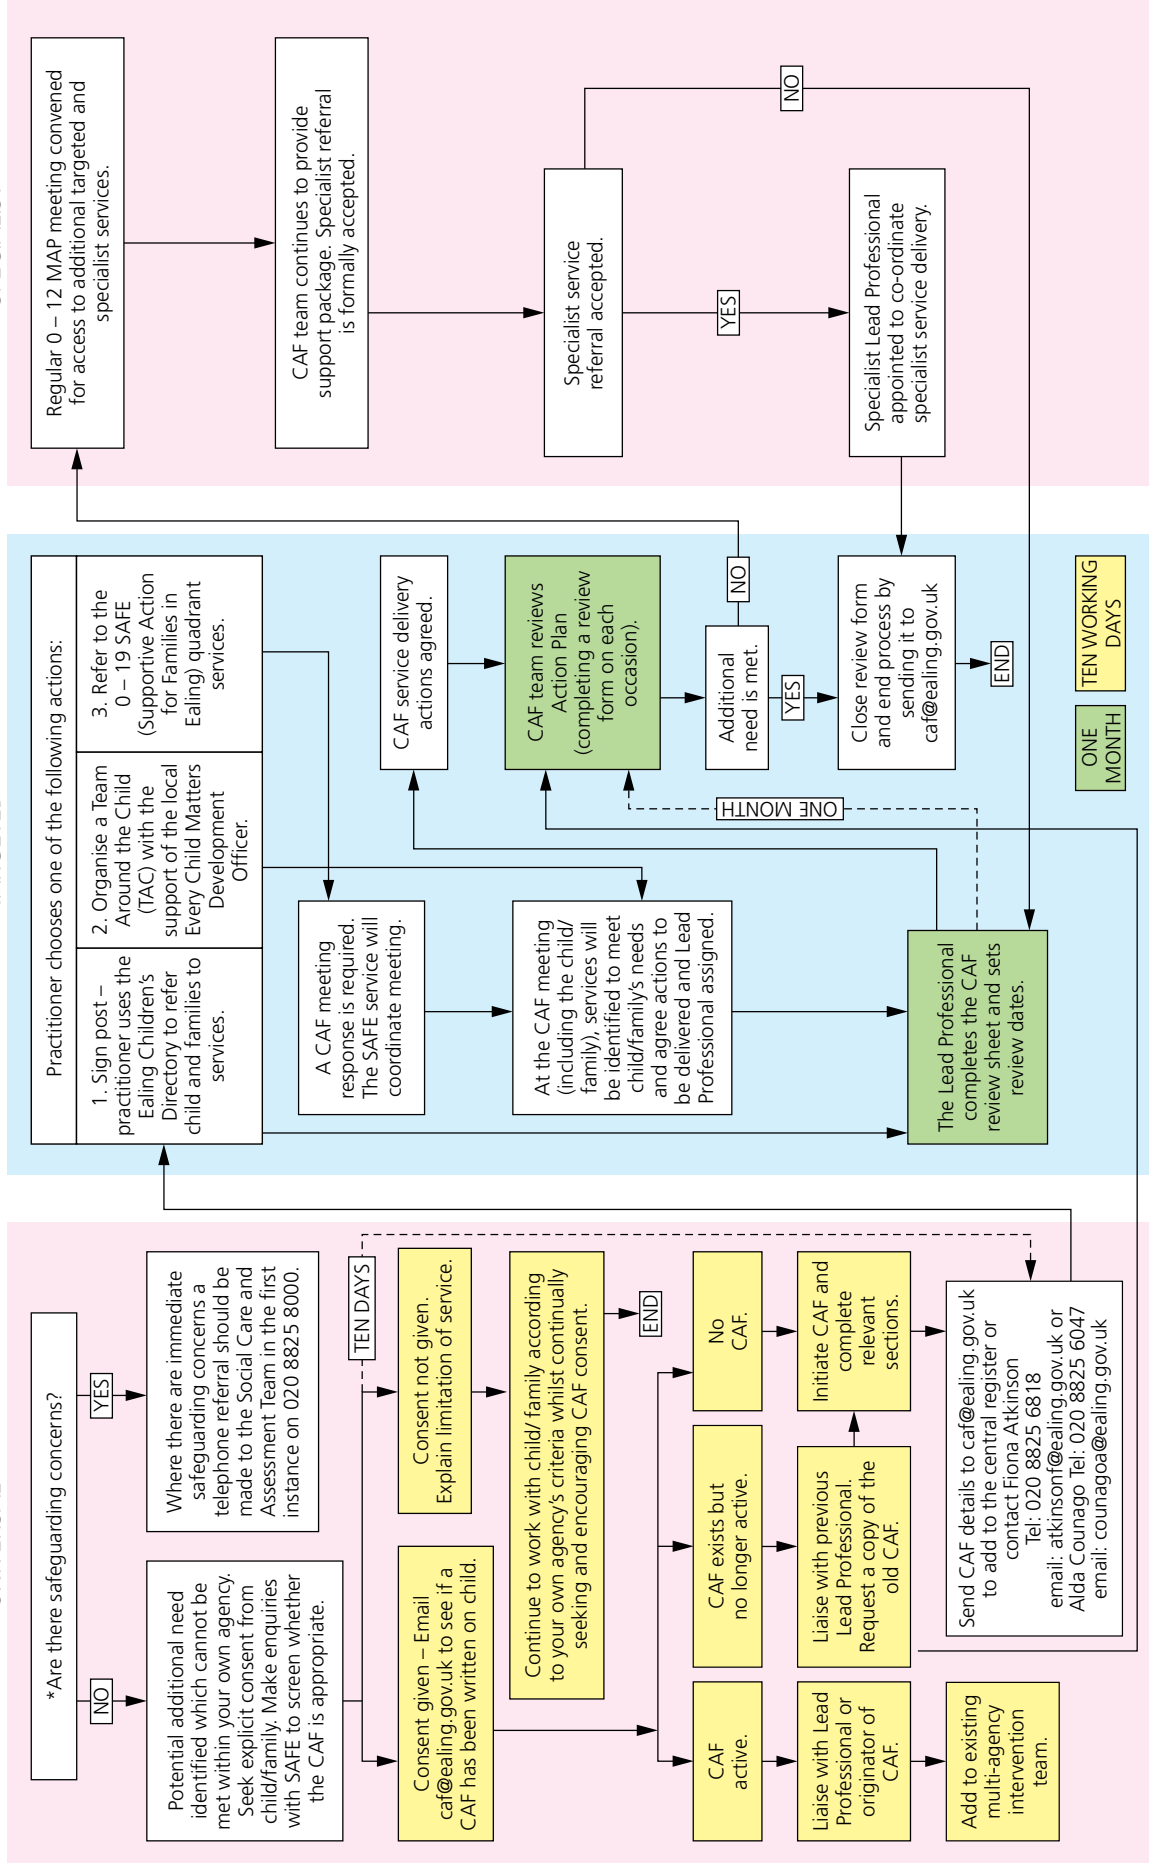 *Are there safeguarding concerns?
NO
YES
Potential additional need
identified which cannot be
met within your own agency.
Seek explicit consent from
child/family. Make enquiries
with SAFE to screen whether
the CAF is appropriate.
Where there are immediate
safeguarding concerns a
telephone referral should be
made to the Social Care and
Assessment Team in the first
instance on 020 8825 8000.
TEN DAYS
Consent given – Email
caf@ealing.gov.uk to see if a
CAF has been written on child.
Consent not given.
Explain limitation of service.
Continue to work with child/ family according
to your own agency’s criteria whilst continually
seeking and encouraging CAF consent.
END
CAF
active.
CAF exists but
no longer active.
No
CAF.
Liaise with Lead
Professional or
originator of
CAF.
Liaise with previous
Lead Professional.
Request a copy of the
old CAF.
Initiate CAF and
complete
relevant
sections.
Add to existing
multi-agency
intervention
team.
Send CAF details to caf@ealing.gov.uk
to add to the central register or
contact Fiona Atkinson
Tel: 020 8825 6818
email: atkinsonf@ealing.gov.uk or
Alda Counago Tel: 020 8825 6047
email: counagoa@ealing.gov.uk
Practitioner chooses one of the following actions:
1. Sign post –
practitioner uses the
Ealing Children’s
Directory to refer
child and families to
services.
2. Organise a Team
Around the Child
(TAC) with the
support of the local
Every Child Matters
Development
Officer.
3. Refer to the
0 – 19 SAFE
(Supportive Action
for Families in
Ealing) quadrant
services.
A CAF meeting
response is required.
The SAFE service will
coordinate meeting.
At the CAF meeting
(including the child/
family), services will
be identified to meet
child/family’s needs
and agree actions to
be delivered and Lead
Professional assigned.
The Lead Professional
completes the CAF
review sheet and sets
review dates.
CAF service delivery
actions agreed.
CAF team reviews
Action Plan
(completing a review
form on each
occasion).
ONE MONTH
Additional
need is met.
NO
YES
Close review form
and end process by
sending it to
caf@ealing.gov.uk
END
ONE
MONTH
TEN WORKING
DAYS
Regular 0 – 12 MAP meeting convened
for access to additional targeted and
specialist services.
CAF team continues to provide
support package. Specialist referral
is formally accepted.
Specialist service
referral accepted.
YES
NO
Specialist Lead Professional
appointed to co-ordinate
specialist service delivery.